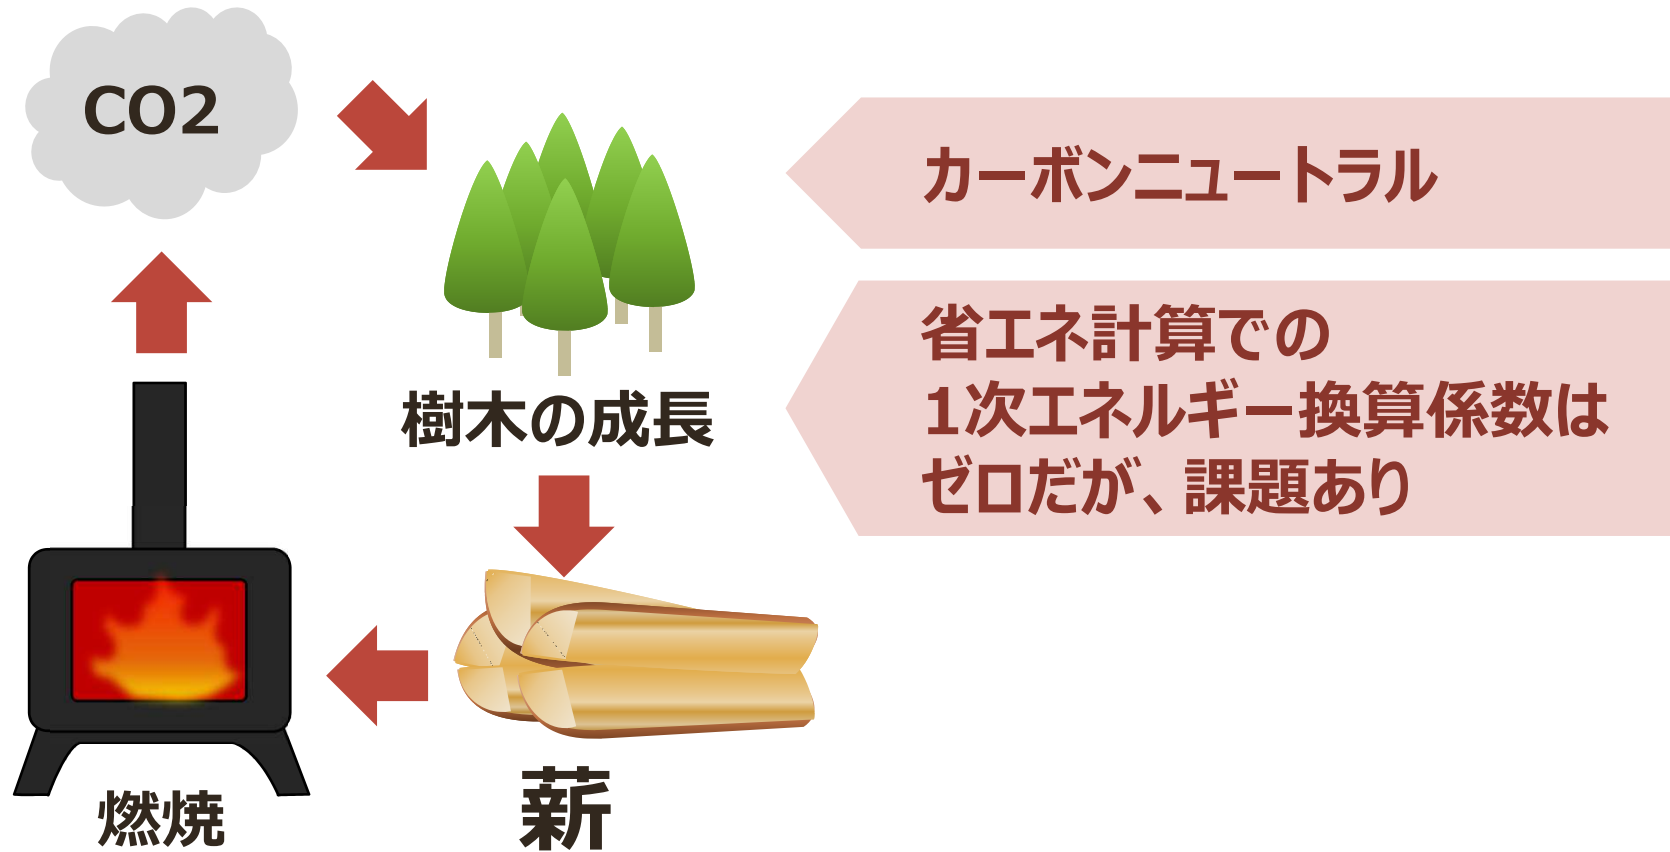 CO2
カーボンニュートラル
省エネ計算での
1次エネルギー換算係数は
ゼロだが、課題あり
樹木の成長
薪
燃焼